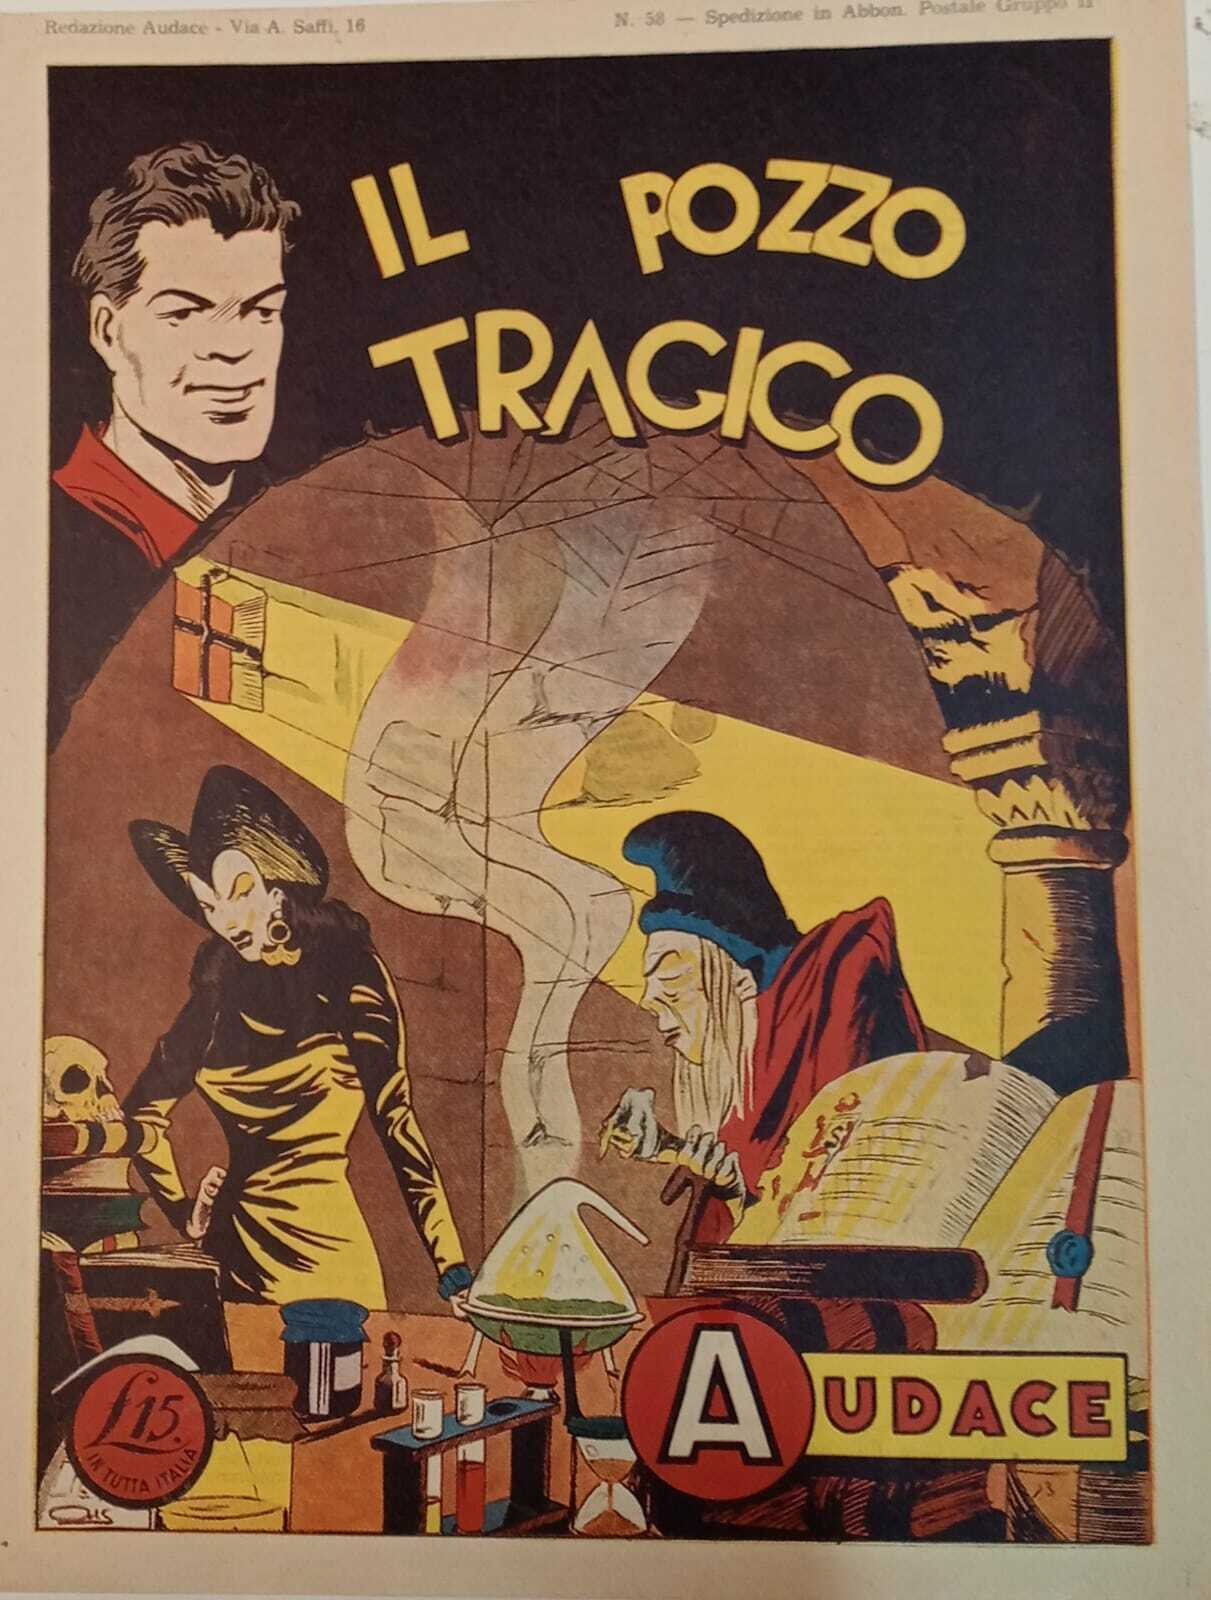 Redazione Audace - Via A. Saffi, 16
N. 58 — Spedizione in Abbon. Postale Gruppo II
IL POZZO
TRAGICO
£15.
IN TUTTA ITALIA
AUDACE